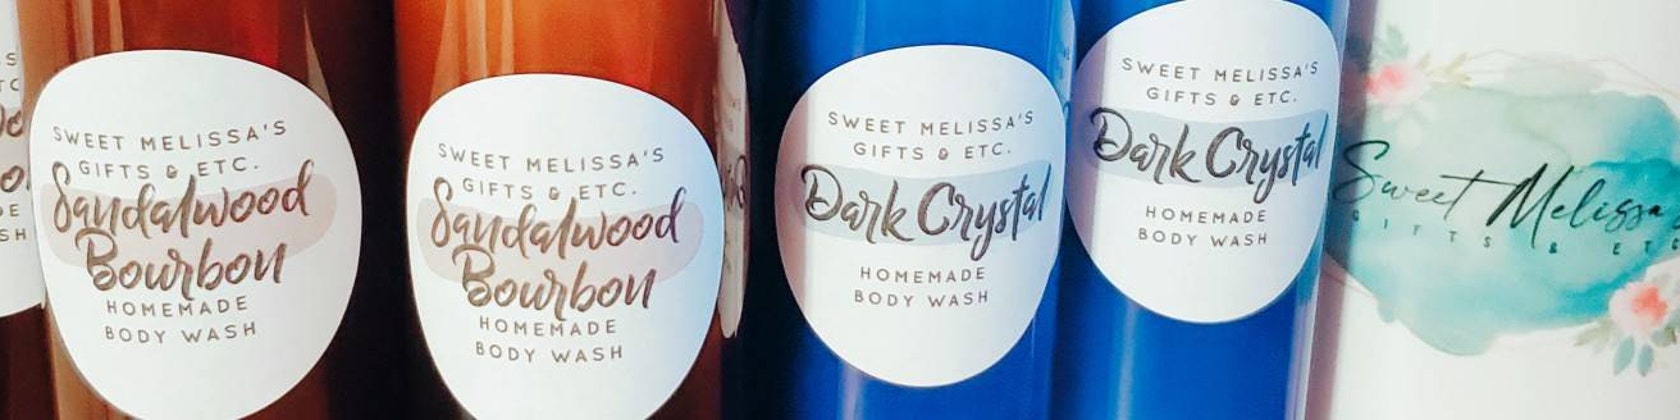 SWEET MELISSA'S
GIFTS & ETC.
Sandalwood
Bourbon
HOMEMADE
BODY WASH
SWEET MELISSA'S
GIFTS & ETC.
Sandalwood
Bourbon
HOMEMADE
BODY WASH
SWEET MELISSA'S
GIFTS & ETC.
Dark Crystal
HOMEMADE
BODY WASH
SWEET MELISSA'S
GIFTS & ETC.
Dark Crystal
HOMEMADE
BODY WASH
Sweet Melissa
GIFTS & ETC